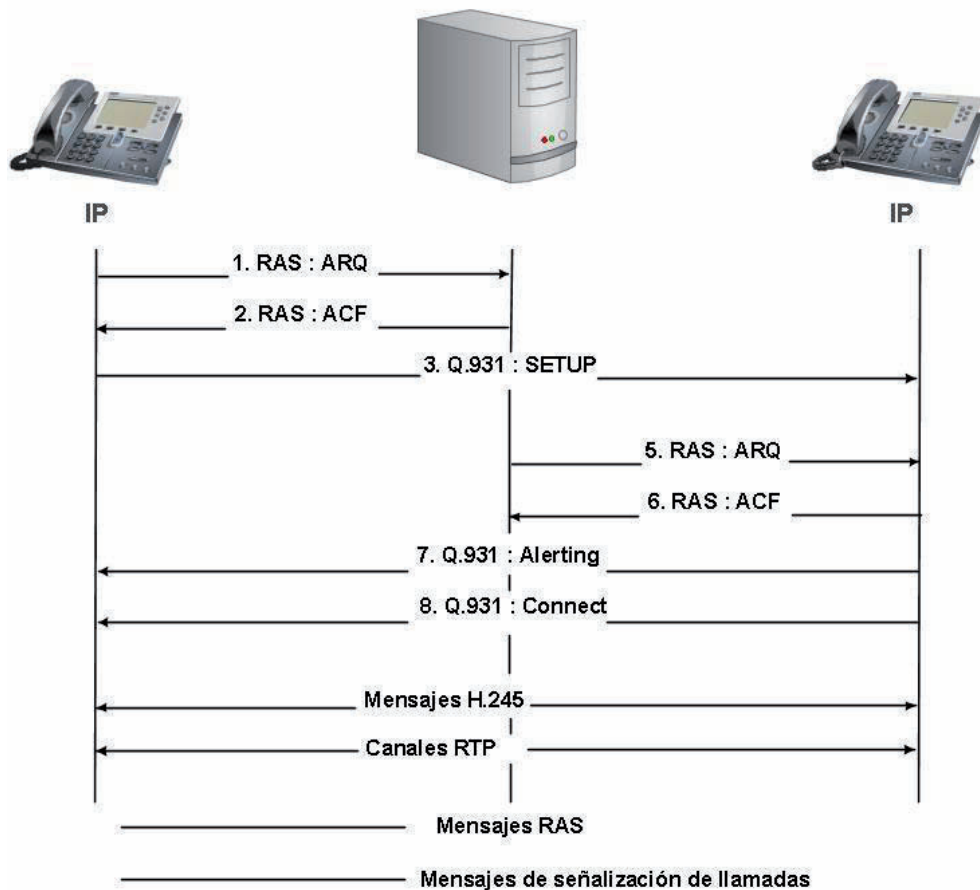 IP
IP
1. RAS : ARQ
2. RAS : ACF
3. Q.931 : SETUP
5. RAS : ARQ
6. RAS : ACF
7. Q.931 : Alerting
8. Q.931 : Connect
Mensajes H.245
Canales RTP
Mensajes RAS
Mensajes de señalización de llamadas